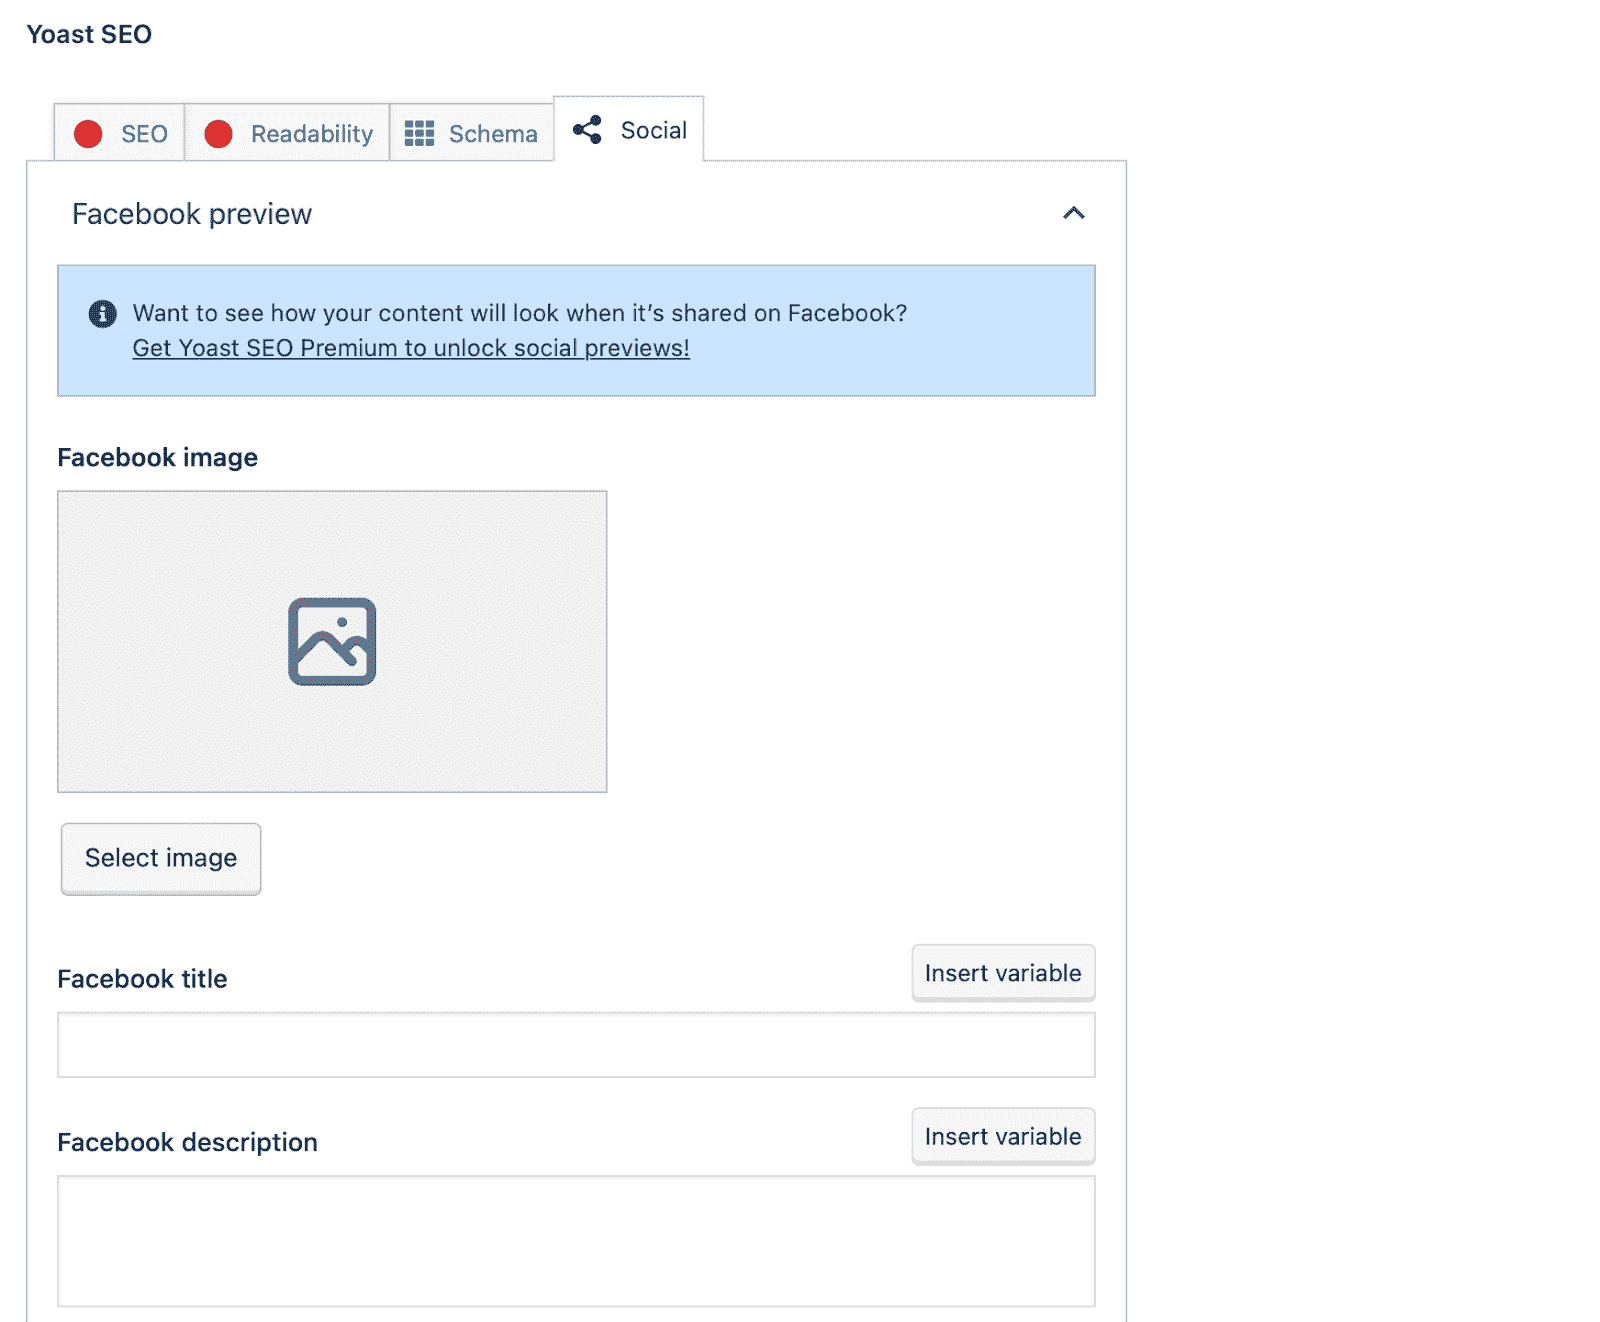 Yoast SEO
SEO
Readability
Schema
Social
Facebook preview
Want to see how your content will look when it's shared on Facebook?
Get Yoast SEO Premium to unlock social previews!
Facebook image
Select image
Facebook title
Insert variable
Facebook description
Insert variable